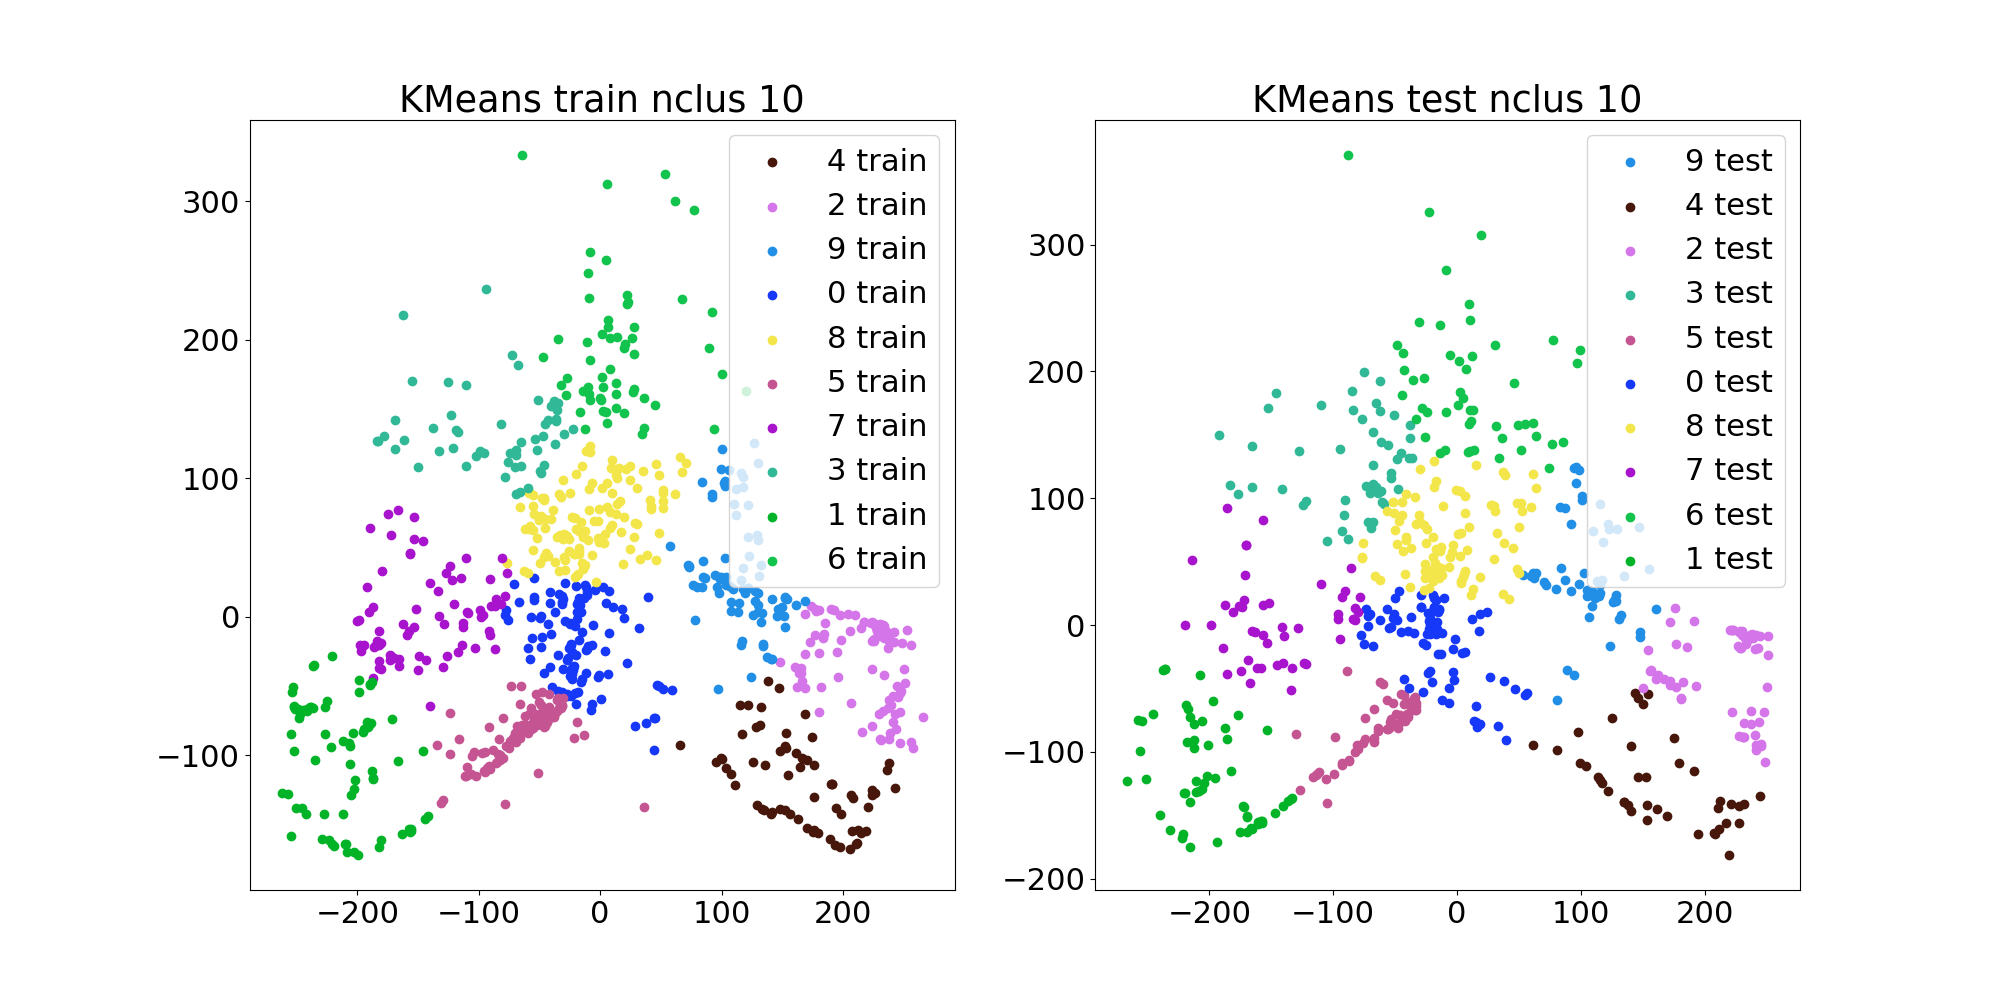 KMeans train nclus 10
300
200
100
0
−100
−200
−100
0
100
200
4 train
2 train
9 train
0 train
8 train
5 train
7 train
3 train
1 train
6 train
KMeans test nclus 10
300
200
100
0
−100
−200
−200
−100
0
100
200
9 test
4 test
2 test
3 test
5 test
0 test
8 test
7 test
6 test
1 test